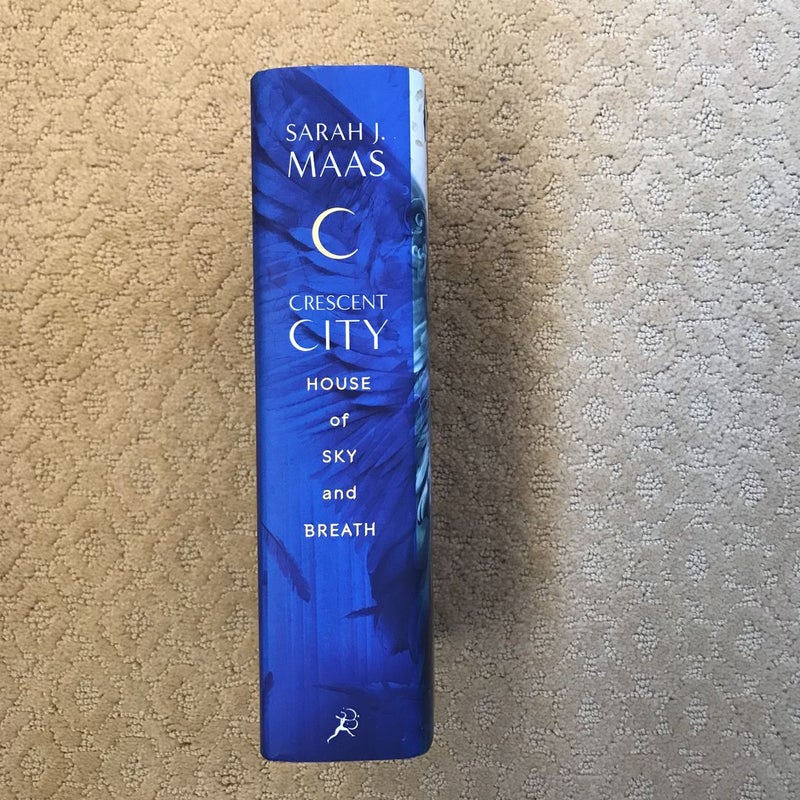 SARAH J.
MAAS
C
CRESCENT
CITY
HOUSE
of
SKY
and
BREATH